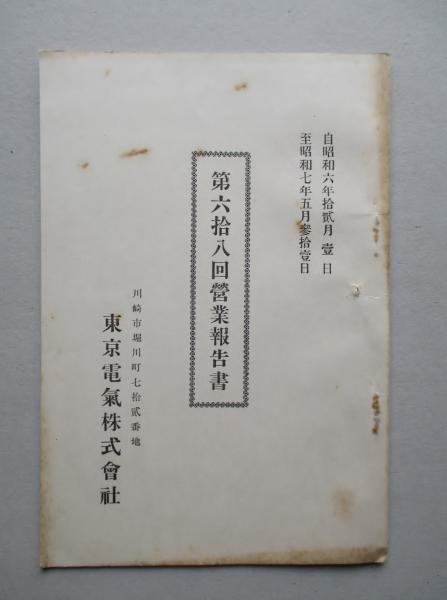 自昭和六年拾貳月壹日
至昭和七年五月參拾壹日
第六拾八回營業報告書
川崎市堀川町七拾貳番地
東京電氣株式會社